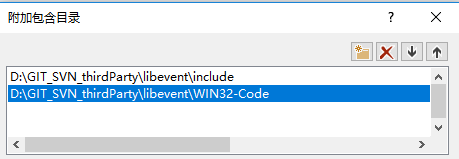 附加包含目录
D:\GIT_SVN_thirdParty\libevent\include
D:\GIT_SVN_thirdParty\libevent\WIN32-Code